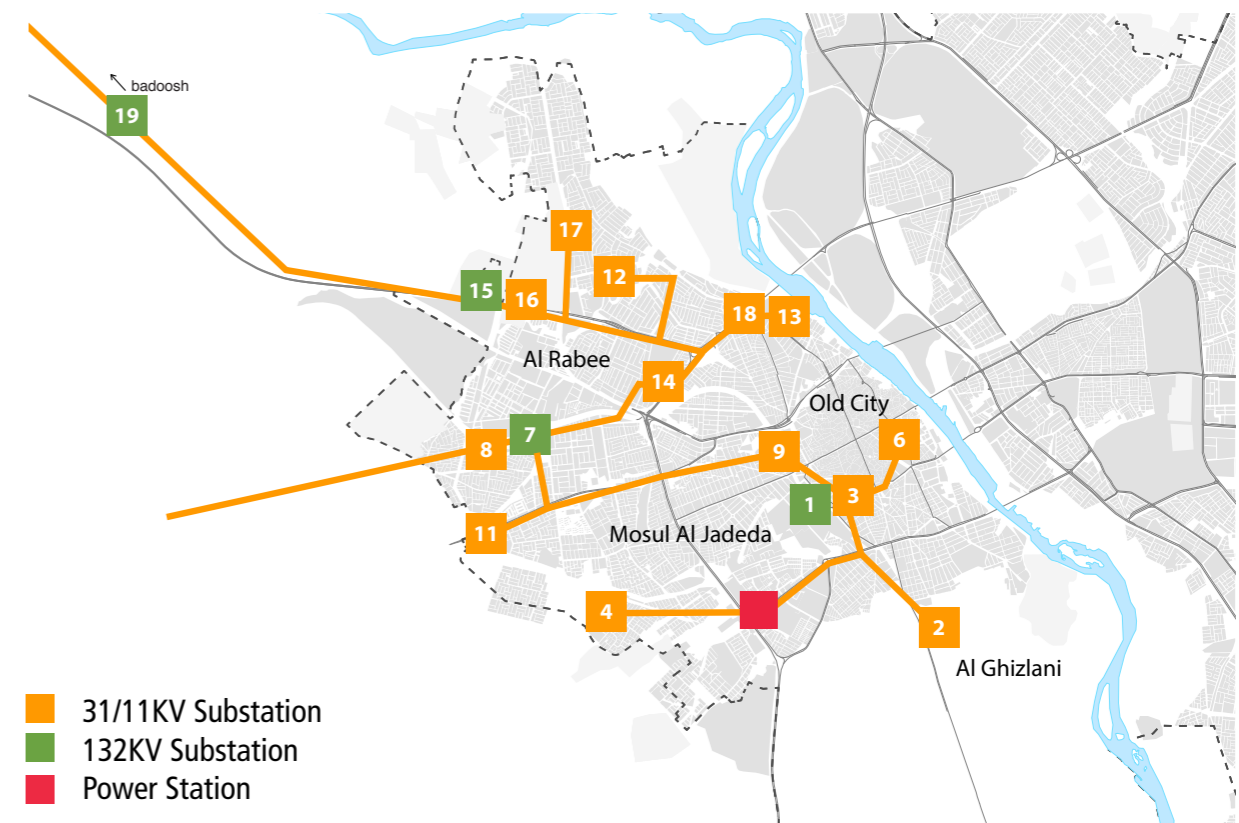 badoosh
19
17
12
15
16
18
13
Al Rabee
14
Old City
7
6
8
9
3
1
11
Mosul Al Jadeda
4
2
Al Ghizlani
31/11KV Substation
132KV Substation
Power Station